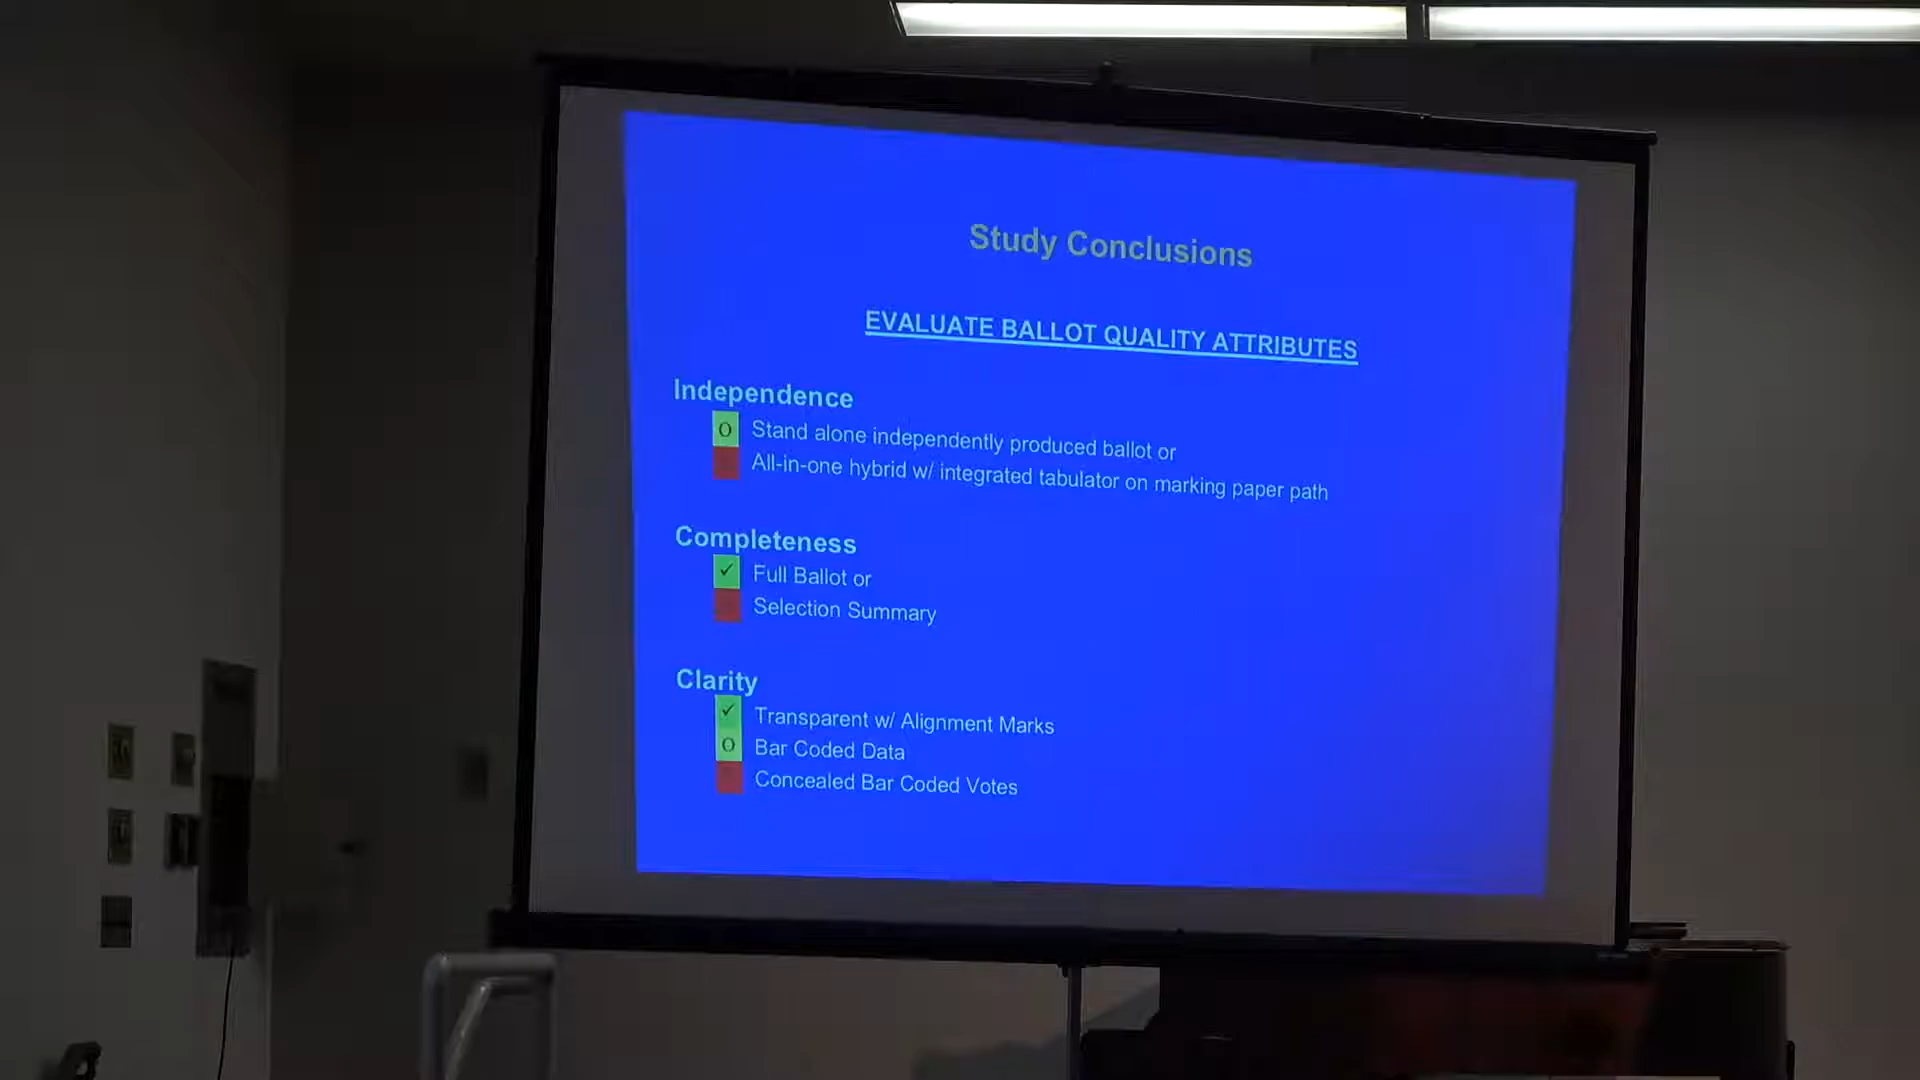 Study Conclusions
EVALUATE BALLOT QUALITY ATTRIBUTES
Independence
O Stand alone independently produced ballot or
All-in-one hybrid w/ integrated tabulator on marking paper path
Completeness
✓ Full Ballot or
Selection Summary
Clarity
✓ Transparent w/ Alignment Marks
O Bar Coded Data
Concealed Bar Coded Votes